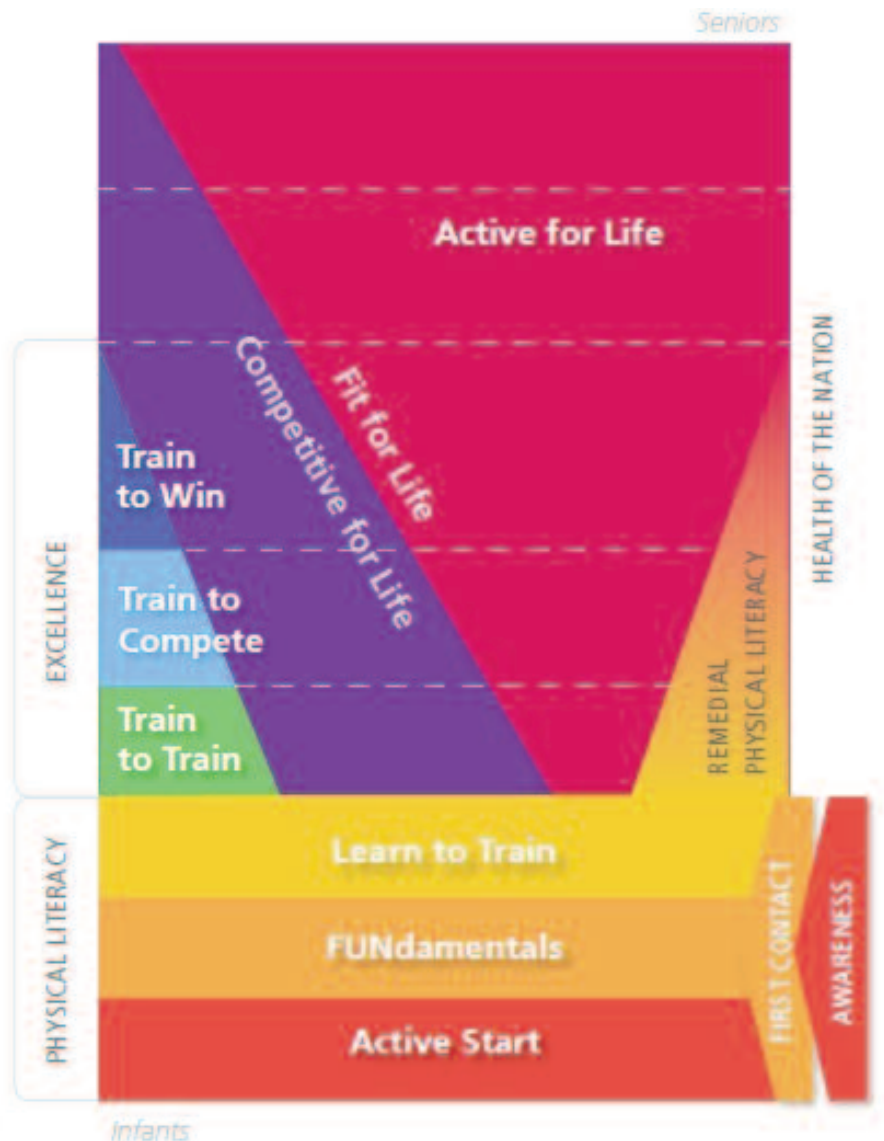 Seniors
Active for Life
Fit for Life
Competitive for Life
Train
to Win
Train to
Compete
Train
to Train
EXCELLENCE
HEALTH OF THE NATION
REMEDIAL
PHYSICAL LITERACY
Learn to Train
FUNdamentals
Active Start
PHYSICAL LITERACY
FIRST CONTACT
AWARENESS
Infants